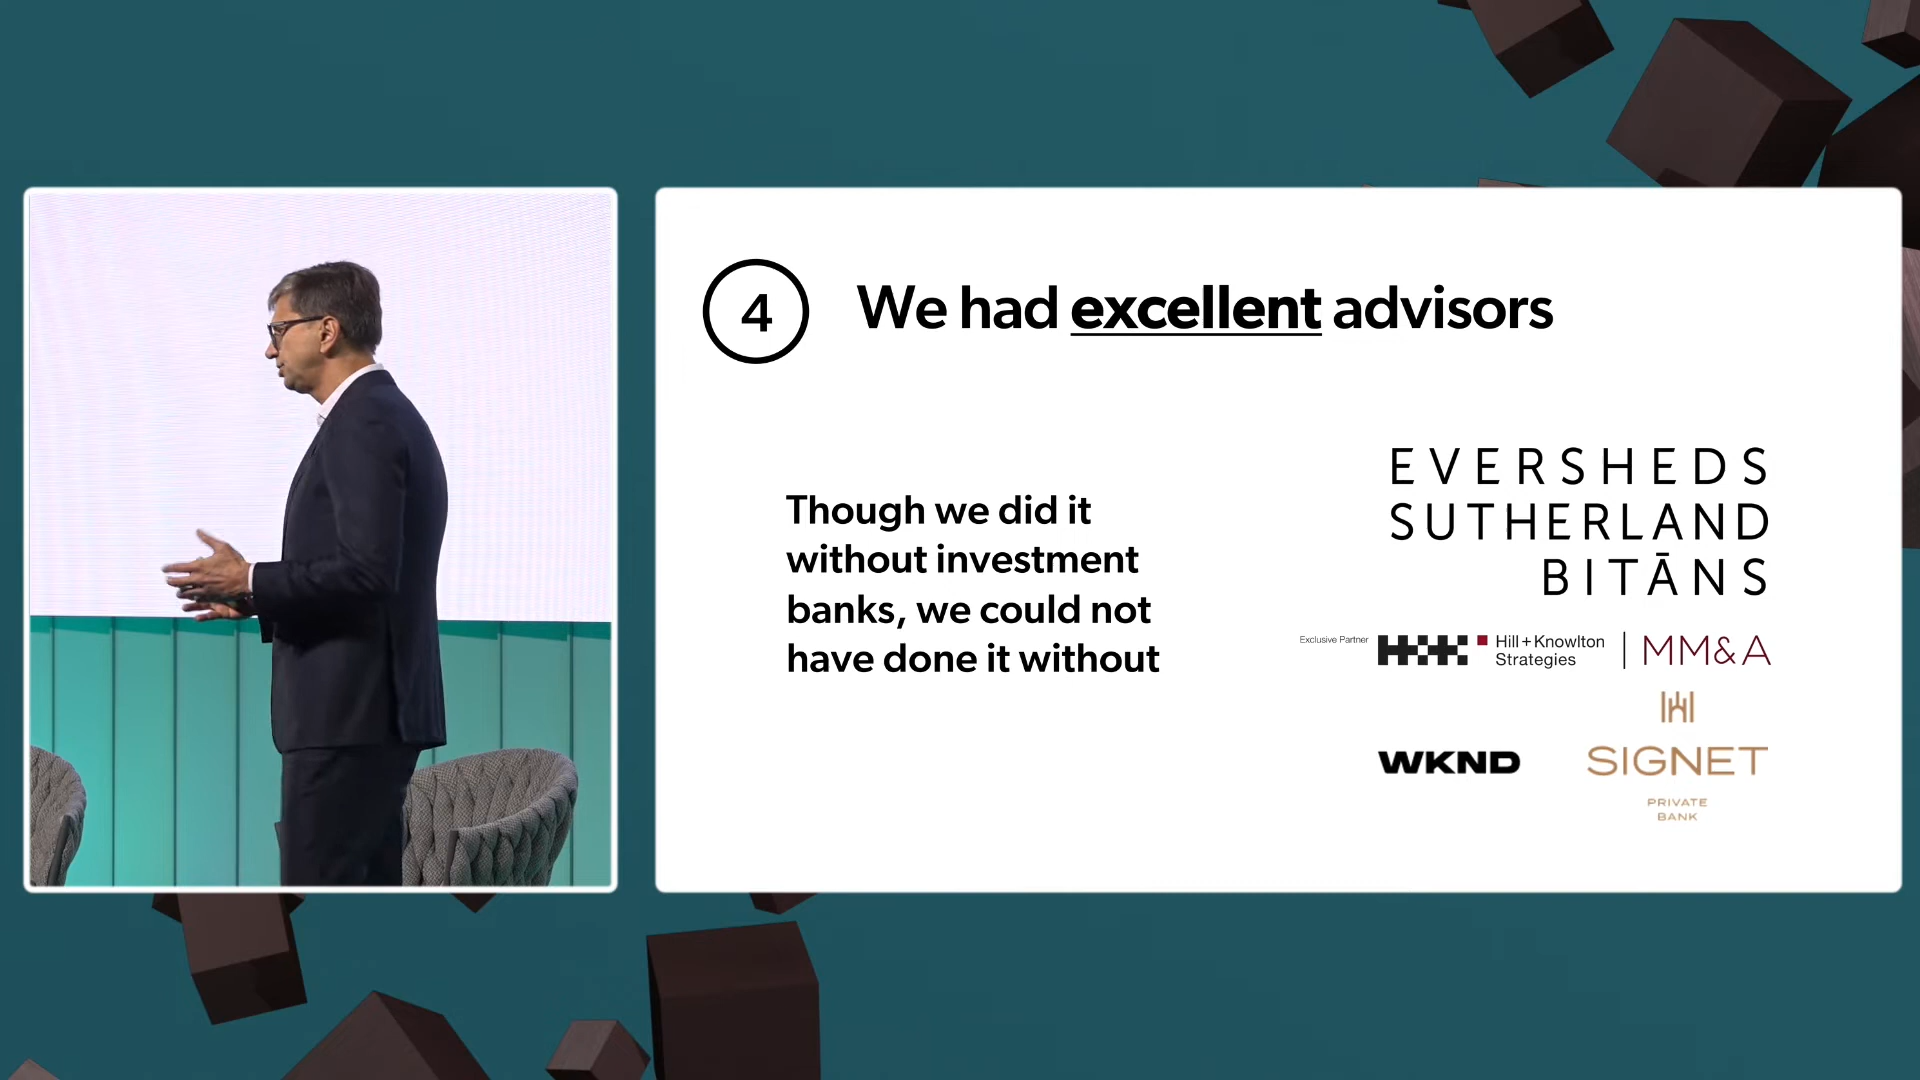 4
We had excellent advisors
Though we did it
without investment
banks, we could not
have done it without
EVERSHEDS
SUTHERLAND
BITĀNS
Exclusive Partner
H+K
Hill+Knowlton
Strategies
MM&A
WKND
SIGNET
PRIVATE
BANK